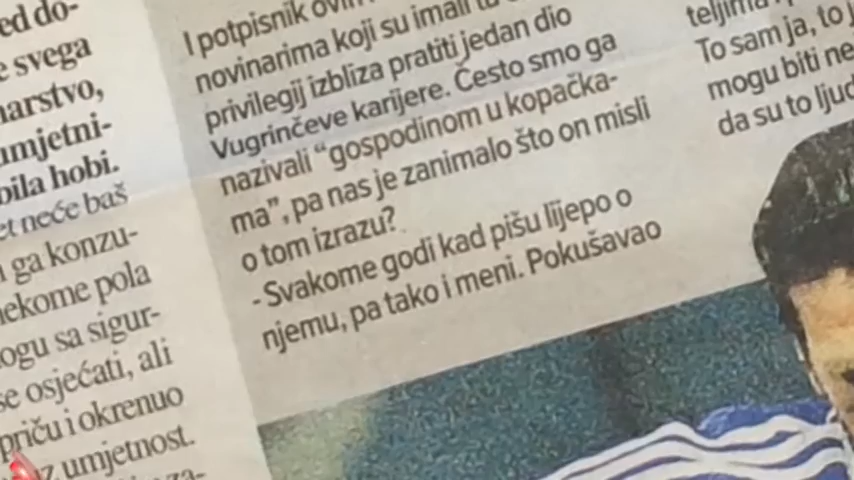 ed do-
e svega
narstvo,
umjetni-
bila hobi.
et neće baš
ga konzu-
nekome pola
ogu sa sigur-
se osjećati, ali
priču i okrenuo
uz umjetnost.
I potpisnik ovih
novinarima koji su imali tu
privilegij izbliza pratiti jedan dio
Vugrinčeve karijere. Često smo ga
nazivali “gospodinom u kopačka-
ma”, pa nas je zanimalo što on misli
o tom izrazu?
- Svakome godi kad pišu lijepo o
njemu, pa tako i meni. Pokušavao
teljima
To sam ja, to j
mogu biti ne
da su to ljud